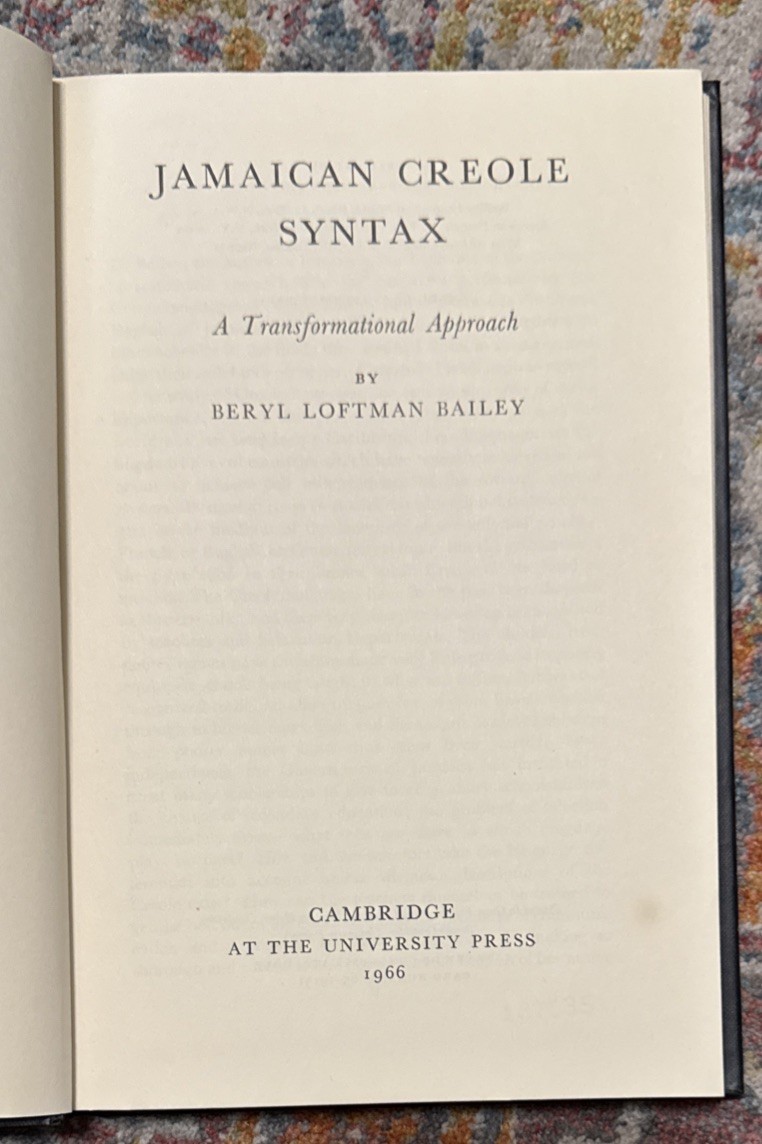 JAMAICAN CREOLE
SYNTAX
A Transformational Approach
BY
BERYL LOFTMAN BAILEY
CAMBRIDGE
AT THE UNIVERSITY PRESS
1966